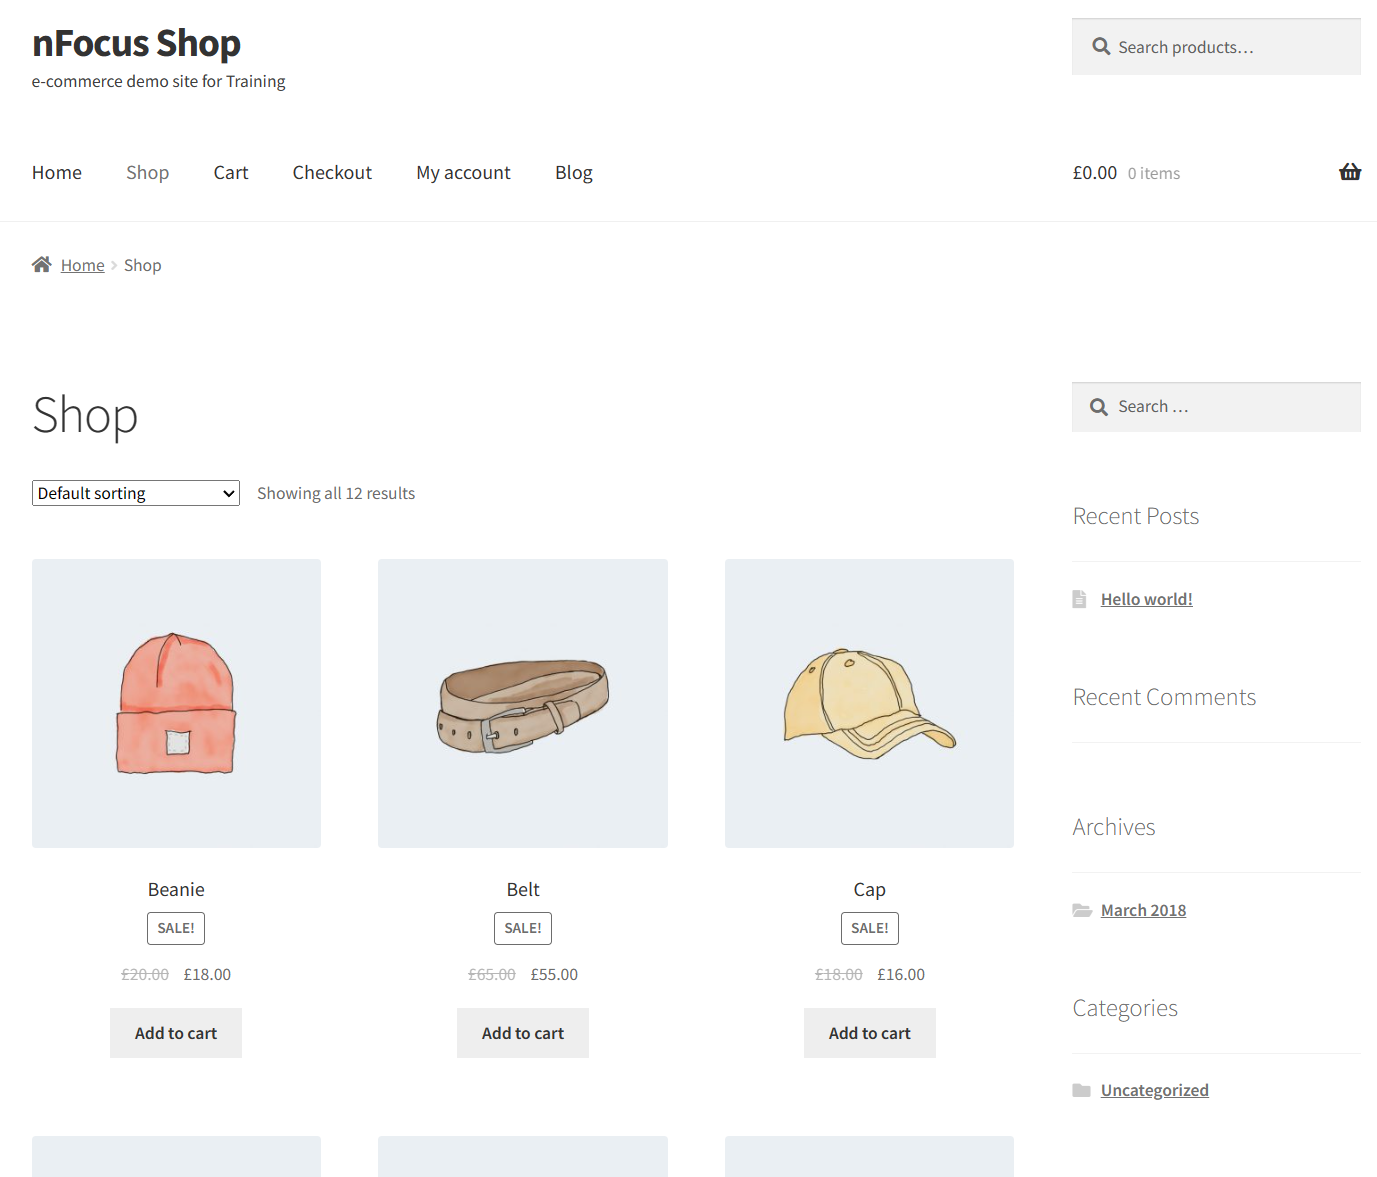 nFocus Shop
e-commerce demo site for Training
Search products…
Home Shop Cart Checkout My account Blog
£0.00 0 items
Home Shop
Shop
Default sorting
Showing all 12 results
Beanie
SALE!
£20.00 £18.00
Add to cart
Belt
SALE!
£65.00 £55.00
Add to cart
Cap
SALE!
£18.00 £16.00
Add to cart
Search …
Recent Posts
Hello world!
Recent Comments
Archives
March 2018
Categories
Uncategorized